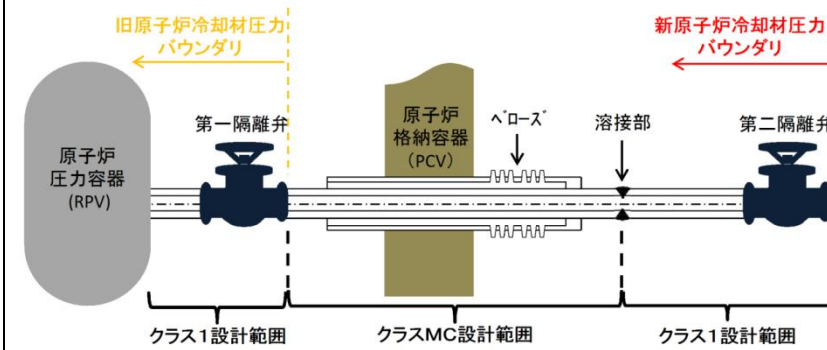 旧原子炉冷却材圧力
バウンダリ
新原子炉冷却材圧力
バウンダリ
原子炉
格納容器
(PCV)
ベローズ
溶接部
第一隔離弁
第二隔離弁
原子炉
圧力容器
(RPV)
クラス1設計範囲
クラスMC設計範囲
クラス1設計範囲